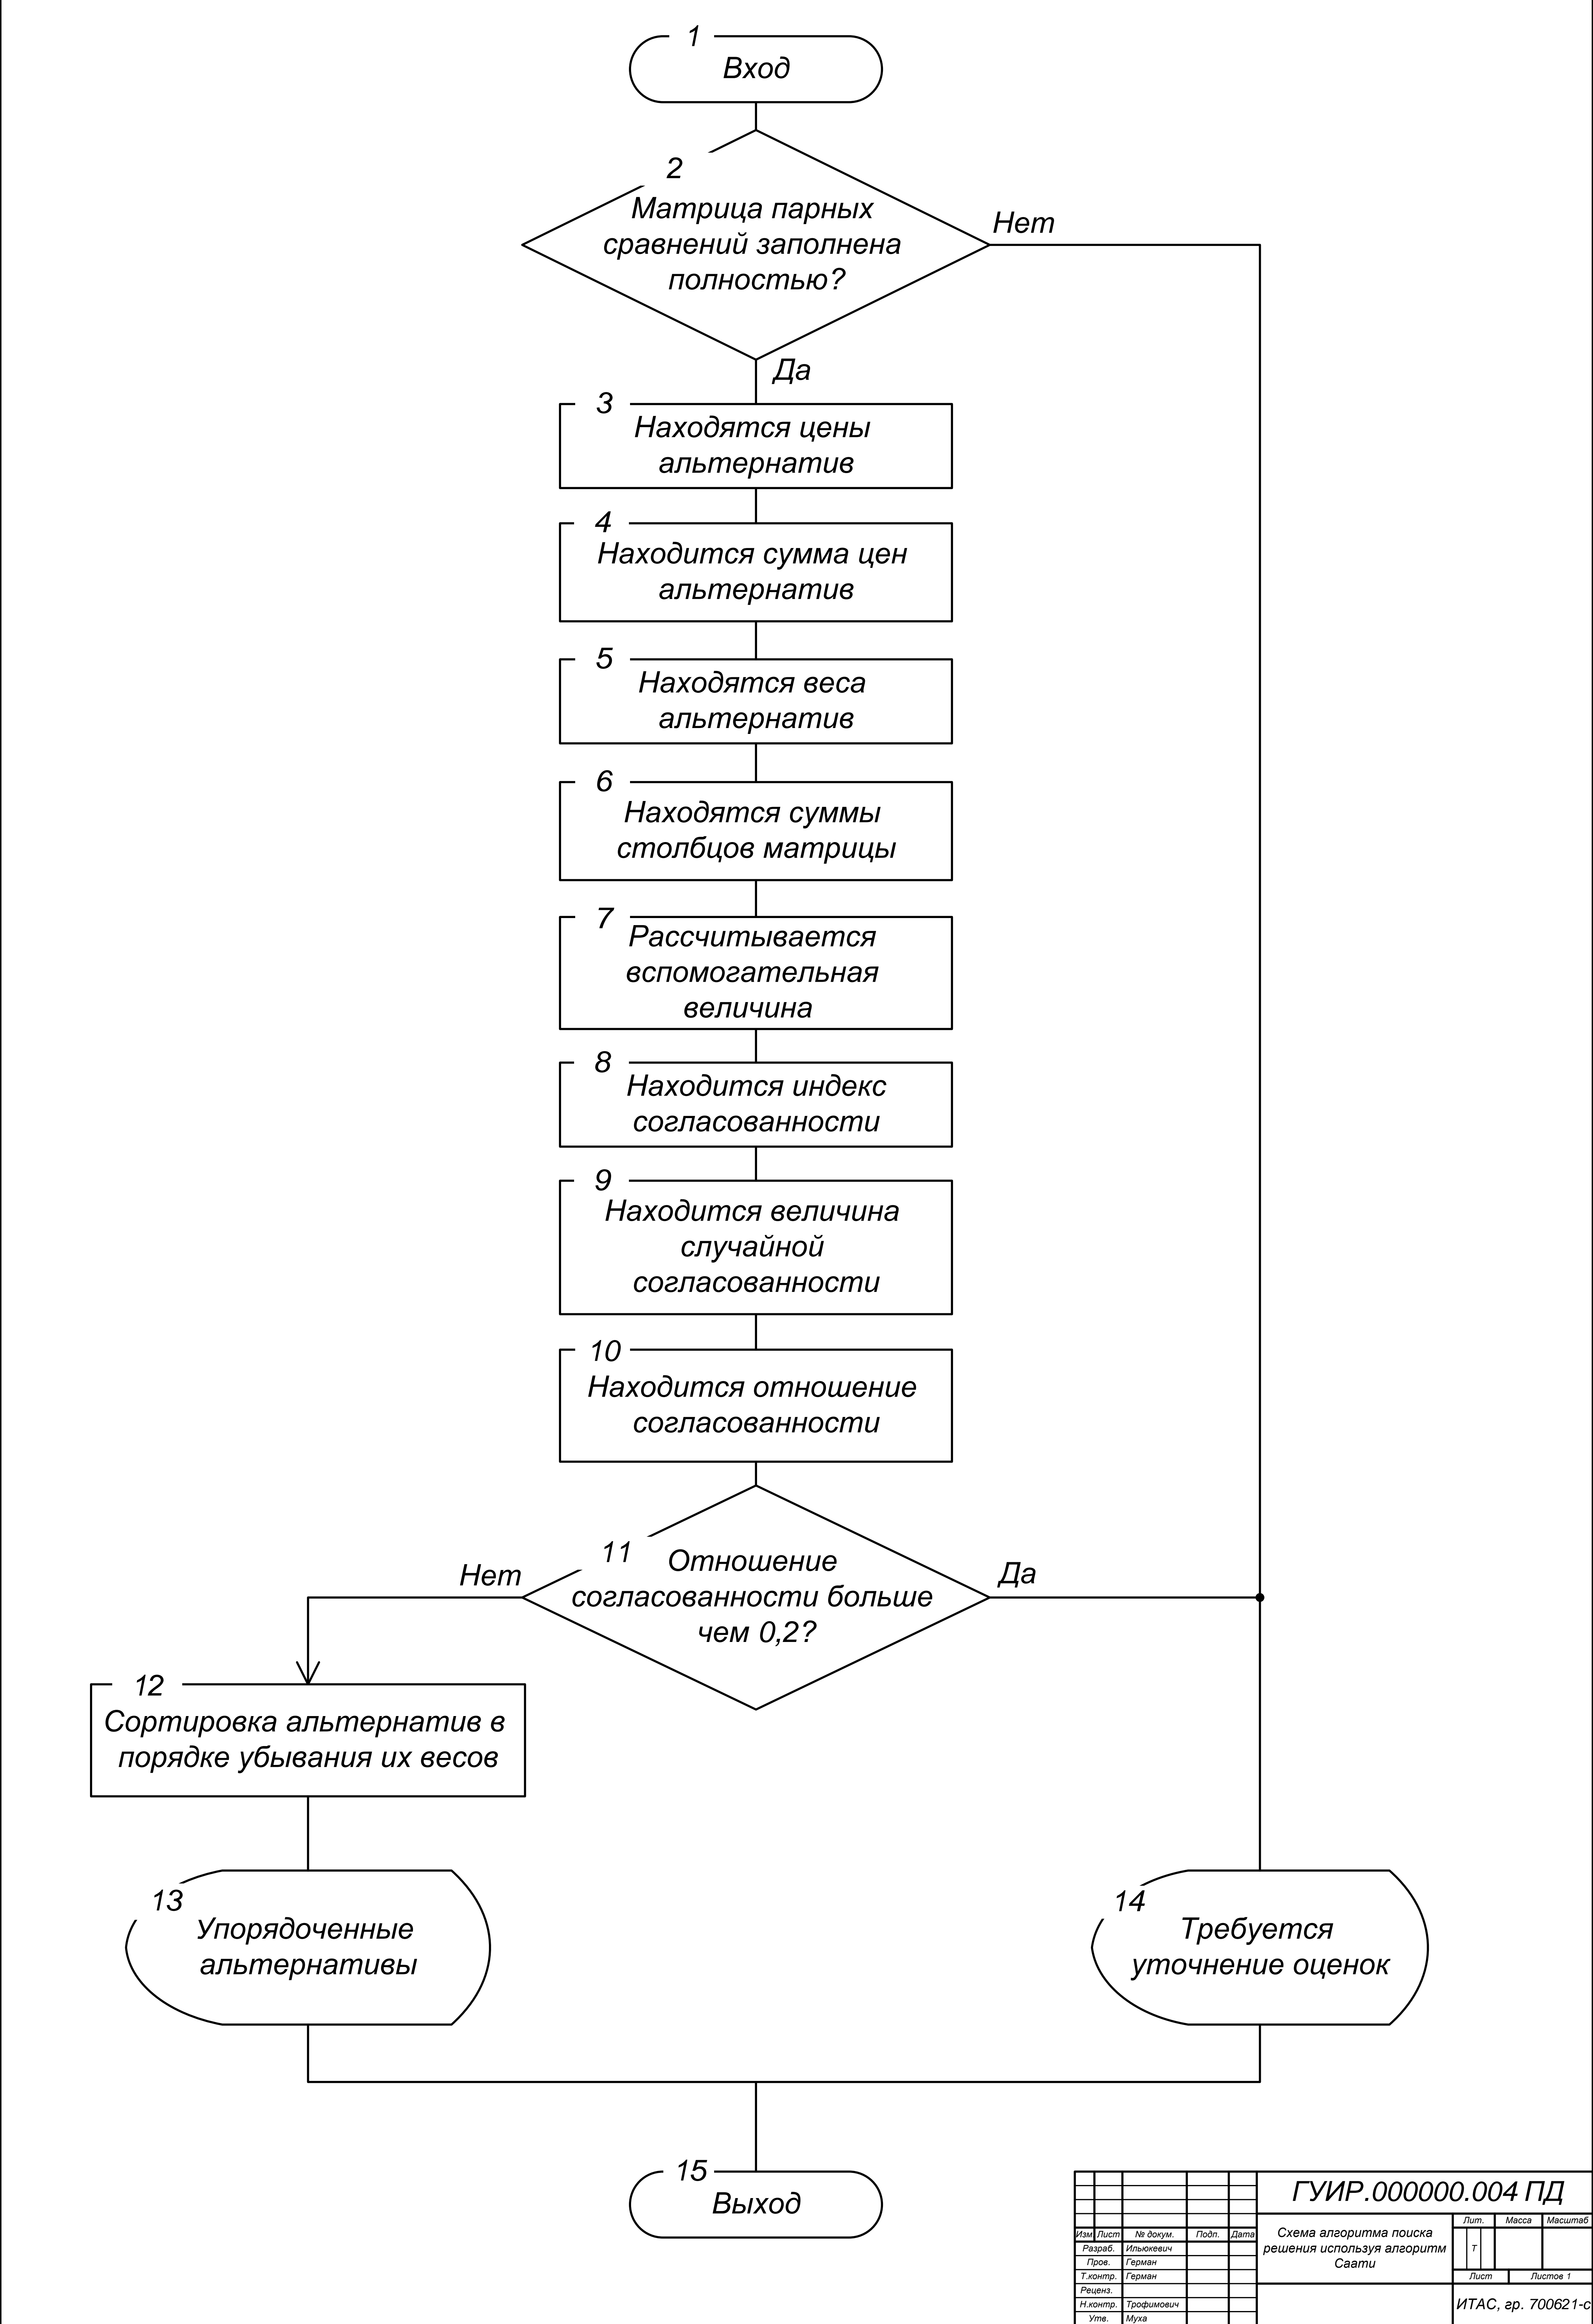 1
Вход
2
Матрица парных
сравнений заполнена
полностью?
Нет
Да
3
Находятся цены
альтернатив
4
Находится сумма цен
альтернатив
5
Находятся веса
альтернатив
6
Находятся суммы
столбцов матрицы
7
Рассчитывается
вспомогательная
величина
8
Находится индекс
согласованности
9
Находится величина
случайной
согласованности
10
Находится отношение
согласованности
11
Отношение
согласованности больше
чем 0,2?
Нет
Да
12
Сортировка альтернатив в
порядке убывания их весов
13
Упорядоченные
альтернативы
14
Требуется
уточнение оценок
15
Выход
ГУИР.000000.004 ПД
Изм Лист № докум. Подп. Дата
Разраб. Ильюкевич
Пров. Герман
Т.контр. Герман
Реценз.
Н.контр. Трофимович
Утв. Муха
Схема алгоритма поиска
решения используя алгоритм
Саати
Лит. Масса Масштаб
Т
Лист Листов 1
ИТАС, гр. 700621-с